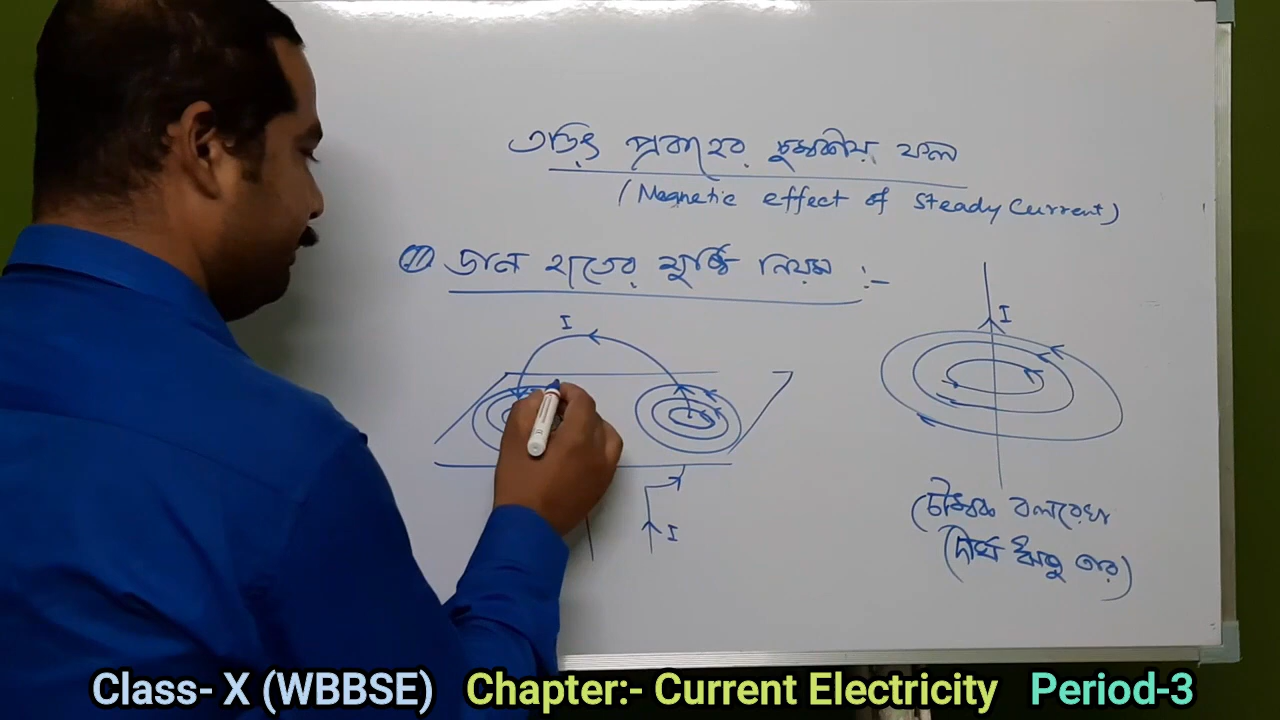 তড়িৎ প্রবাহের চুম্বকীয় ফল
(Magnetic effect of Steady Current)
II ডান হাতের মুষ্টি নিয়ম :-
I
I
I
(চৌম্বক বলরেখা
(দীর্ঘ ঋজু তার)
Class- X (WBBSE) Chapter:- Current Electricity Period-3